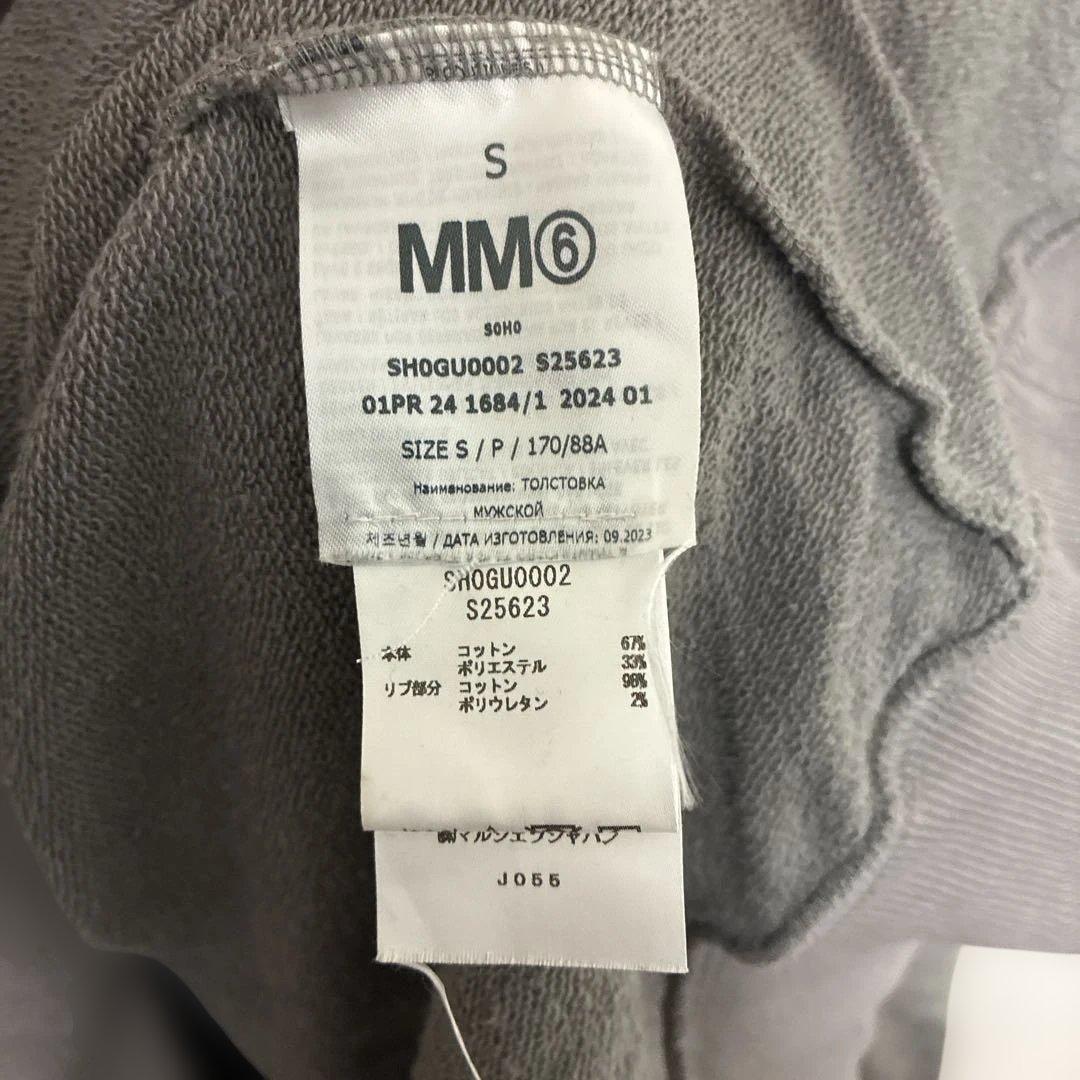 S
MM⑥
SOHO
SH0GU0002 S25623
01PR 24 1684/1 2024 01
SIZE S / P / 170/88A
Наименование: ТОЛСТОВКА
МУЖСКОЙ
제조년월 / ДАТА ИЗГОТОВЛЕНИЯ: 09.2023
SH0GU0002
S25623
本体 コットン 67%
ポリエステル 33%
リブ部分 コットン 98%
ポリウレタン 2%
J055